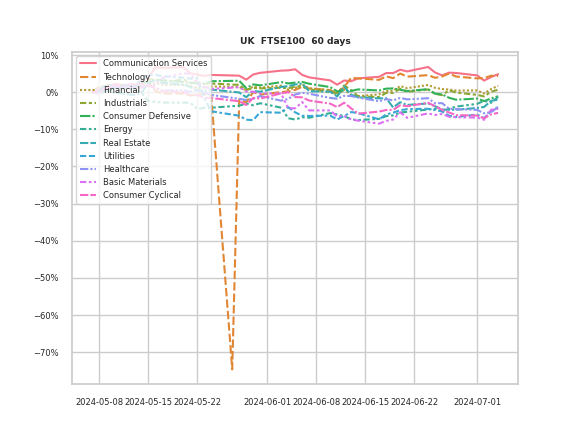 UK  FTSE100  60 days
10%
0%
−10%
−20%
−30%
−40%
−50%
−60%
−70%
Communication Services
Technology
Financial
Industrials
Consumer Defensive
Energy
Real Estate
Utilities
Healthcare
Basic Materials
Consumer Cyclical
2024-05-08 2024-05-15 2024-05-22 2024-06-01 2024-06-08 2024-06-15 2024-06-22 2024-07-01